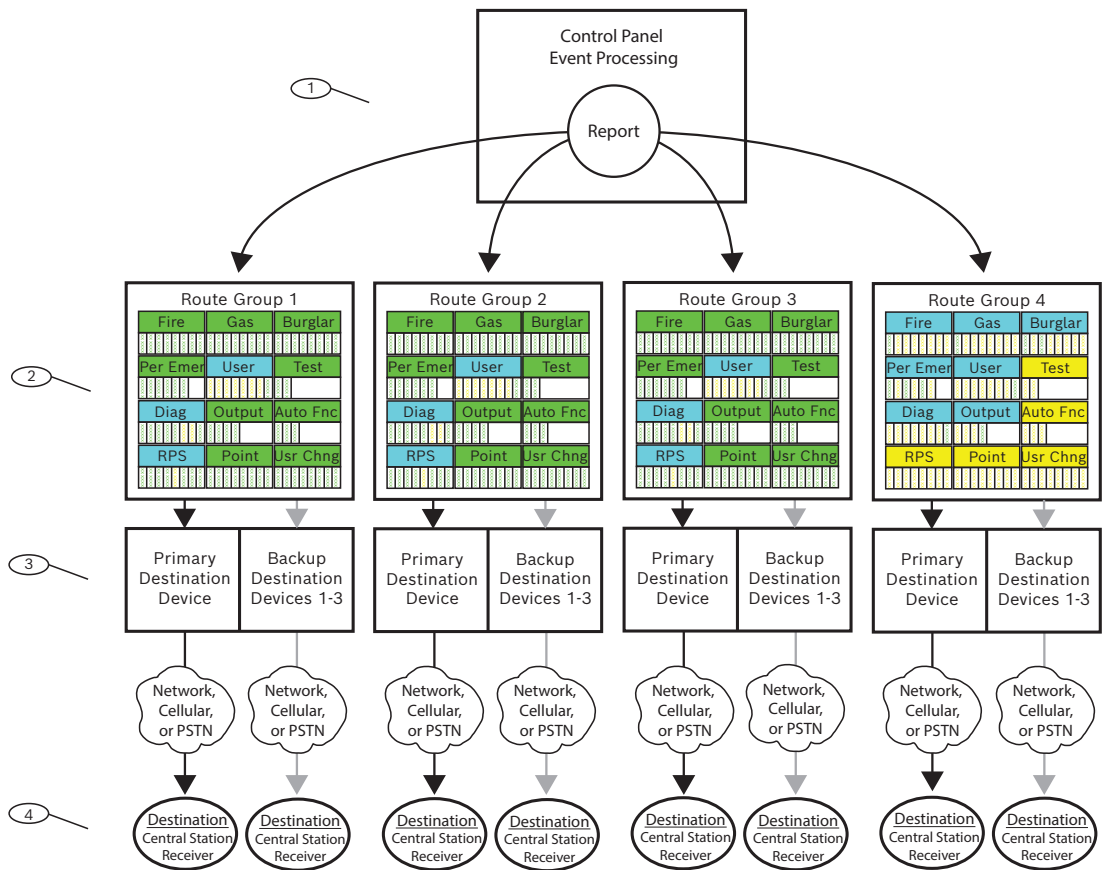 Control Panel
Event Processing
1
Report
Route Group 1
Fire Gas Burglar
Per Emer User Test
Diag Output Auto Fnc
RPS Point Usr Chng
Route Group 2
Fire Gas Burglar
Per Emer User Test
Diag Output Auto Fnc
RPS Point Usr Chng
Route Group 3
Fire Gas Burglar
Per Emer User Test
Diag Output Auto Fnc
RPS Point Usr Chng
Route Group 4
Fire Gas Burglar
Per Emer User Test
Diag Output Auto Fnc
RPS Point Usr Chng
2
3
Primary
Destination
Device
Backup
Destination
Devices 1-3
Primary
Destination
Device
Backup
Destination
Devices 1-3
Primary
Destination
Device
Backup
Destination
Devices 1-3
Primary
Destination
Device
Backup
Destination
Devices 1-3
Network,
Cellular,
or PSTN
Network,
Cellular,
or PSTN
Network,
Cellular,
or PSTN
Network,
Cellular,
or PSTN
Network,
Cellular,
or PSTN
Network,
Cellular,
or PSTN
Network,
Cellular,
or PSTN
Network,
Cellular,
or PSTN
4
Destination
Central Station
Receiver
Destination
Central Station
Receiver
Destination
Central Station
Receiver
Destination
Central Station
Receiver
Destination
Central Station
Receiver
Destination
Central Station
Receiver
Destination
Central Station
Receiver
Destination
Central Station
Receiver